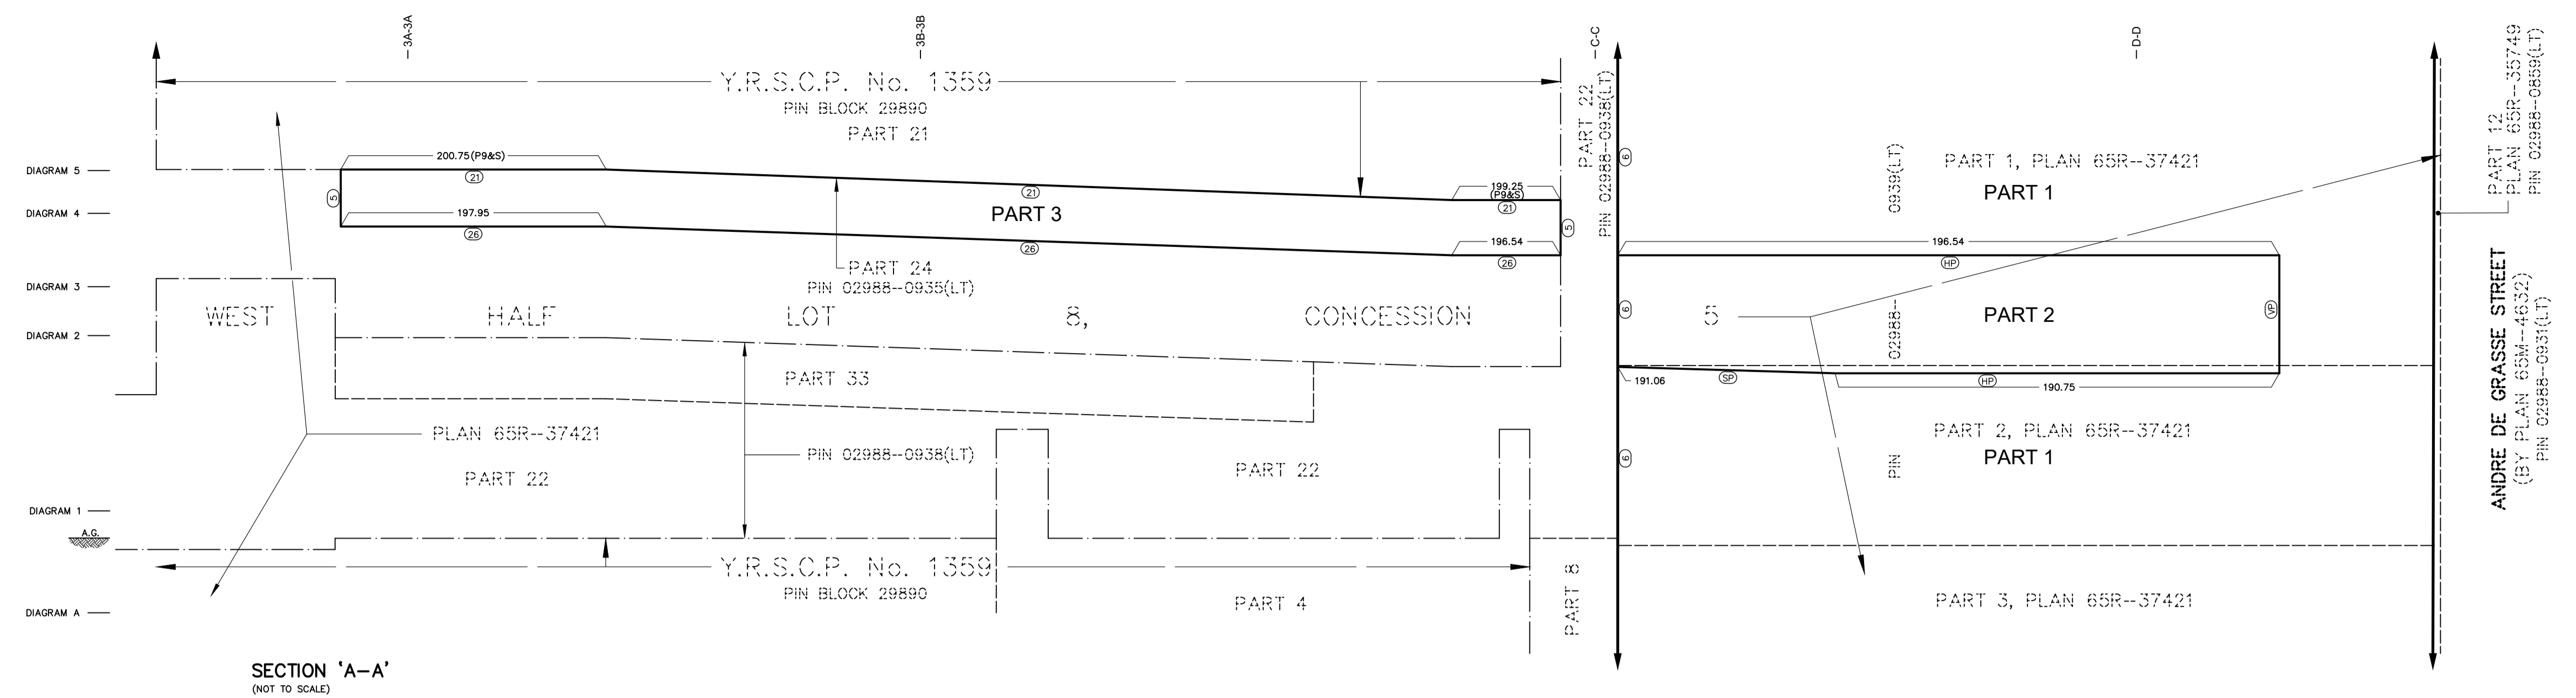 3A-3A
3B-3B
C-C
D-D
Y.R.S.C.P. No. 1359
PIN BLOCK 29890
PART 21
DIAGRAM 5
DIAGRAM 4
DIAGRAM 3
DIAGRAM 2
DIAGRAM 1
A.G.
DIAGRAM A
200.75(P9&S)
21
5
197.95
26
21
PART 3
26
199.25
(P9&S)
21
5
196.54
26
PART 24
PIN 02988--0935(LT)
WEST HALF LOT 8, CONCESSION 5
PART 33
PLAN 65R--37421
PIN 02988--0938(LT)
PART 22
PART 22
Y.R.S.C.P. No. 1359
PIN BLOCK 29890
PART 4
PART 8
PART 22
PIN 02988--0938(LT)
6
PART 1, PLAN 65R--37421
PART 1
196.54
HP
6
PART 2
VP
PIN 02988-- 0939(LT)
191.06
SP
HP
190.75
PART 2, PLAN 65R--37421
PART 1
6
PART 3, PLAN 65R--37421
PART 12
PLAN 65R--35749
PIN 02988--0859(LT)
ANDRE DE GRASSE STREET
(BY PLAN 65M--4632)
PIN 02988--0931(LT)
SECTION 'A-A'
(NOT TO SCALE)